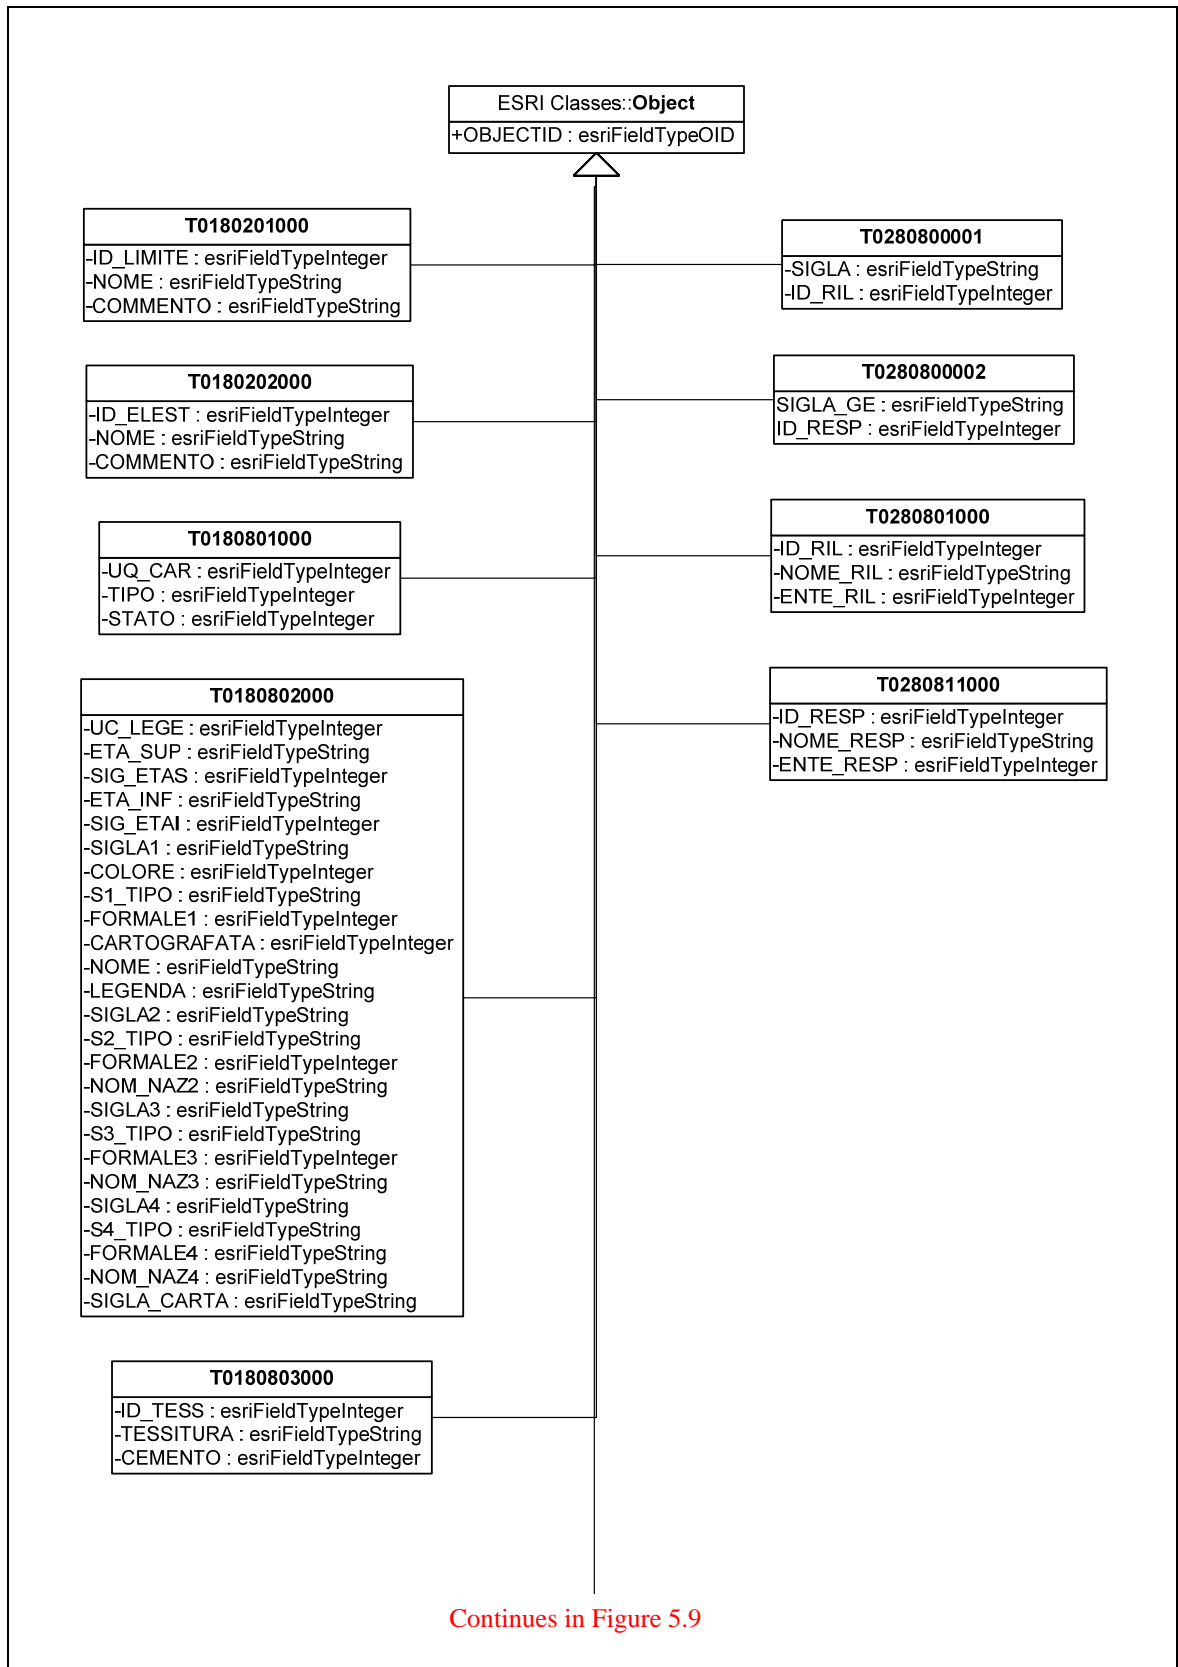 ESRI Classes::Object
+OBJECTID : esriFieldTypeOID
T0180201000
-ID_LIMITE : esriFieldTypeInteger
-NOME : esriFieldTypeString
-COMMENTO : esriFieldTypeString
T0180202000
-ID_ELEST : esriFieldTypeInteger
-NOME : esriFieldTypeString
-COMMENTO : esriFieldTypeString
T0180801000
-UQ_CAR : esriFieldTypeInteger
-TIPO : esriFieldTypeInteger
-STATO : esriFieldTypeInteger
T0180802000
-UC_LEGE : esriFieldTypeInteger
-ETA_SUP : esriFieldTypeString
-SIG_ETAS : esriFieldTypeInteger
-ETA_INF : esriFieldTypeString
-SIG_ETAI : esriFieldTypeInteger
-SIGLA1 : esriFieldTypeString
-COLORE : esriFieldTypeInteger
-S1_TIPO : esriFieldTypeString
-FORMALE1 : esriFieldTypeInteger
-CARTOGRAFATA : esriFieldTypeInteger
-NOME : esriFieldTypeString
-LEGENDA : esriFieldTypeString
-SIGLA2 : esriFieldTypeString
-S2_TIPO : esriFieldTypeString
-FORMALE2 : esriFieldTypeInteger
-NOM_NAZ2 : esriFieldTypeString
-SIGLA3 : esriFieldTypeString
-S3_TIPO : esriFieldTypeString
-FORMALE3 : esriFieldTypeInteger
-NOM_NAZ3 : esriFieldTypeString
-SIGLA4 : esriFieldTypeString
-S4_TIPO : esriFieldTypeString
-FORMALE4 : esriFieldTypeString
-NOM_NAZ4 : esriFieldTypeString
-SIGLA_CARTA : esriFieldTypeString
T0180803000
-ID_TESS : esriFieldTypeInteger
-TESSITURA : esriFieldTypeString
-CEMENTO : esriFieldTypeInteger
T0280800001
-SIGLA : esriFieldTypeString
-ID_RIL : esriFieldTypeInteger
T0280800002
SIGLA_GE : esriFieldTypeString
ID_RESP : esriFieldTypeInteger
T0280801000
-ID_RIL : esriFieldTypeInteger
-NOME_RIL : esriFieldTypeString
-ENTE_RIL : esriFieldTypeInteger
T0280811000
-ID_RESP : esriFieldTypeInteger
-NOME_RESP : esriFieldTypeString
-ENTE_RESP : esriFieldTypeInteger
Continues in Figure 5.9